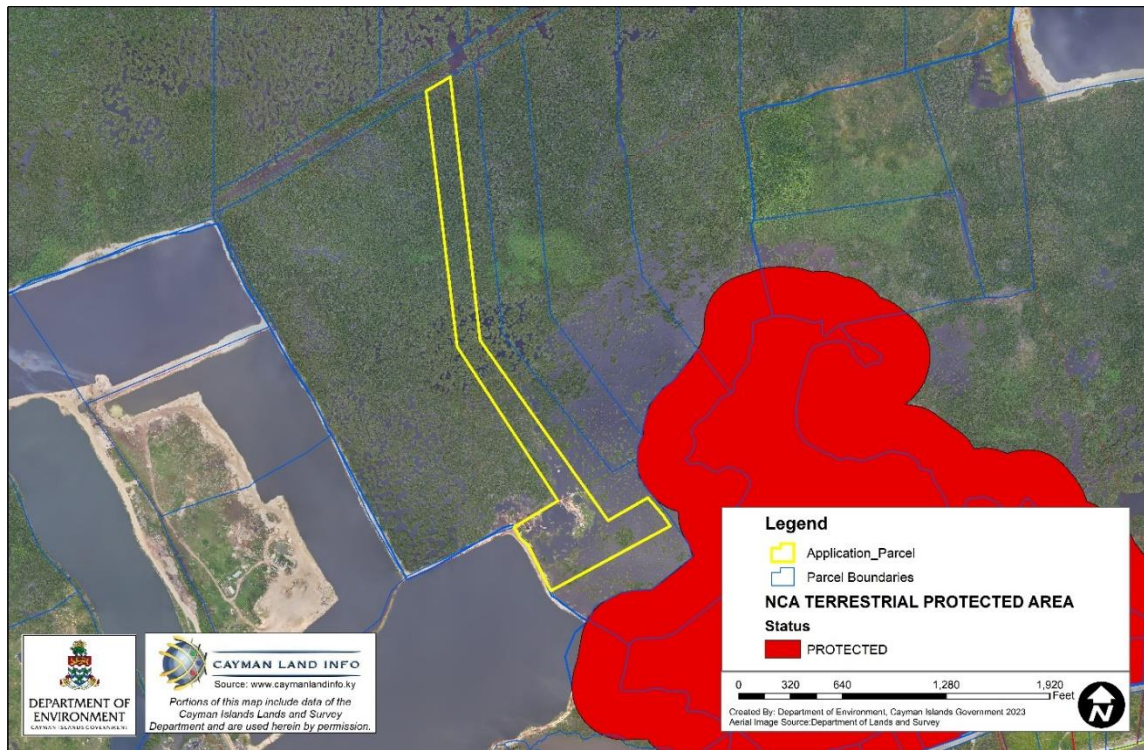 Legend
Application_Parcel
Parcel Boundaries
NCA TERRESTRIAL PROTECTED AREA
Status
PROTECTED
0 320 640 1,280 1,920
Feet
Created By: Department of Environment, Cayman Islands Government 2023
Aerial Image Source:Department of Lands and Survey
N
DEPARTMENT OF
ENVIRONMENT
CAYMAN ISLANDS GOVERNMENT
CAYMAN LAND INFO
Source: www.caymanlandinfo.ky
Portions of this map include data of the
Cayman Islands Lands and Survey
Department and are used herein by permission.